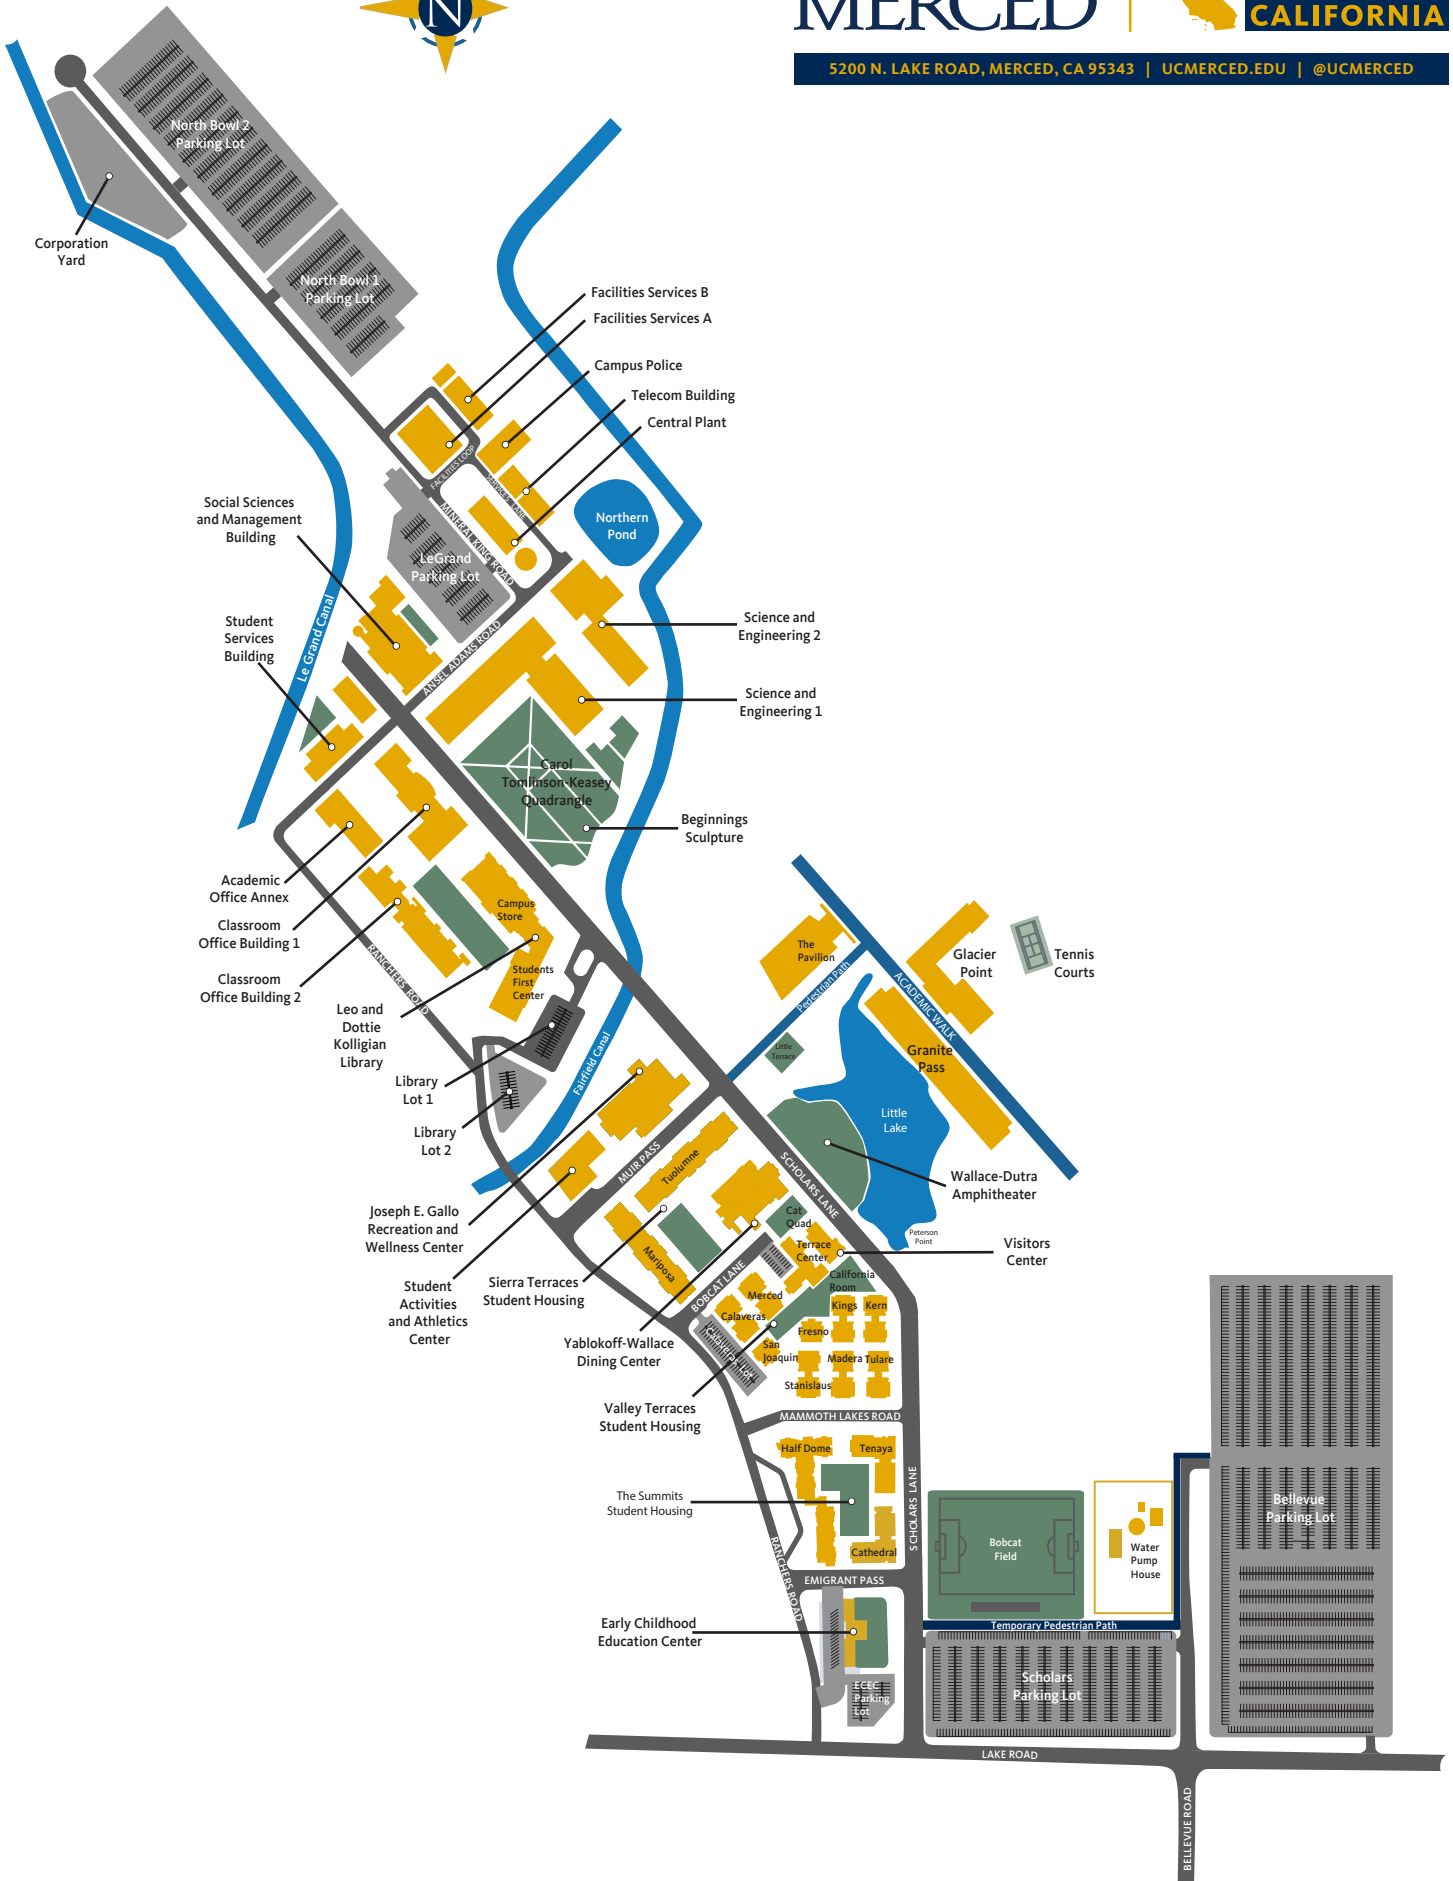 N
MERCED
CALIFORNIA
5200 N. LAKE ROAD, MERCED, CA 95343 | UCMERCED.EDU | @UCMERCED
North Bowl 2
Parking Lot
Corporation
Yard
North Bowl 1
Parking Lot
Facilities Services B
Facilities Services A
Campus Police
Telecom Building
Central Plant
FACILITIES LOOP
SERVICES LANE
MINERAL KING ROAD
Northern
Pond
Social Sciences
and Management
Building
LeGrand
Parking Lot
Le Grand Canal
Student
Services
Building
ANSEL ADAMS ROAD
Science and
Engineering 2
Science and
Engineering 1
Carol
Tomlinson-Keasey
Quadrangle
Beginnings
Sculpture
Academic
Office Annex
Classroom
Office Building 1
Classroom
Office Building 2
Campus
Store
Students
First
Center
RANCHERS ROAD
Leo and
Dottie
Kolligian
Library
Library
Lot 1
Library
Lot 2
Fairfield Canal
The
Pavilion
Pedestrian Path
ACADEMIC WALK
Glacier
Point
Tennis
Courts
Granite
Pass
Little
Terrace
Little
Lake
Wallace-Dutra
Amphitheater
Peterson
Point
Visitors
Center
MUIR PASS
Tuolumne
SCHOLARS LANE
Joseph E. Gallo
Recreation and
Wellness Center
Student
Activities
and Athletics
Center
Sierra Terraces
Student Housing
Mariposa
Cat
Quad
Terrace
Center
California
Room
BOBCAT LANE
Merced
Calaveras
Calaveras Lot
Kings
Kern
Fresno
San
Joaquin
Madera
Tulare
Stanislaus
Yablokoff-Wallace
Dining Center
Valley Terraces
Student Housing
MAMMOTH LAKES ROAD
Half Dome
Tenaya
The Summits
Student Housing
Cathedral
SCHOLARS LANE
RANCHERS ROAD
EMIGRANT PASS
Bobcat
Field
Water
Pump
House
Bellevue
Parking Lot
Early Childhood
Education Center
Temporary Pedestrian Path
Scholars
Parking Lot
ECEC
Parking
Lot
LAKE ROAD
BELLEVUE ROAD